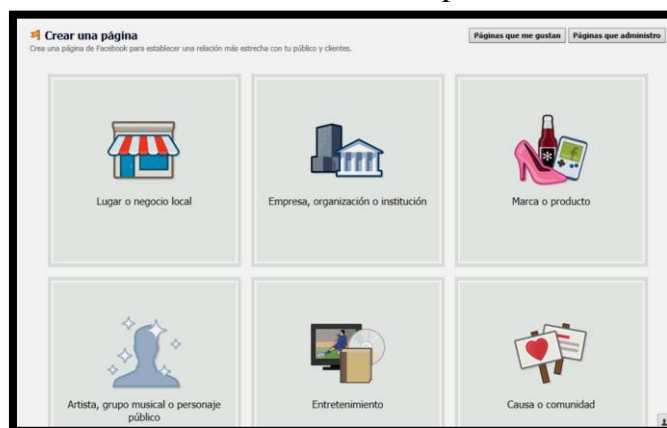 Crear una página
Páginas que me gustan
Páginas que administro
Crea una página de Facebook para establecer una relación más estrecha con tu público y clientes.
Lugar o negocio local
Empresa, organización o institución
Marca o producto
Artista, grupo musical o personaje
público
Entretenimiento
Causa o comunidad